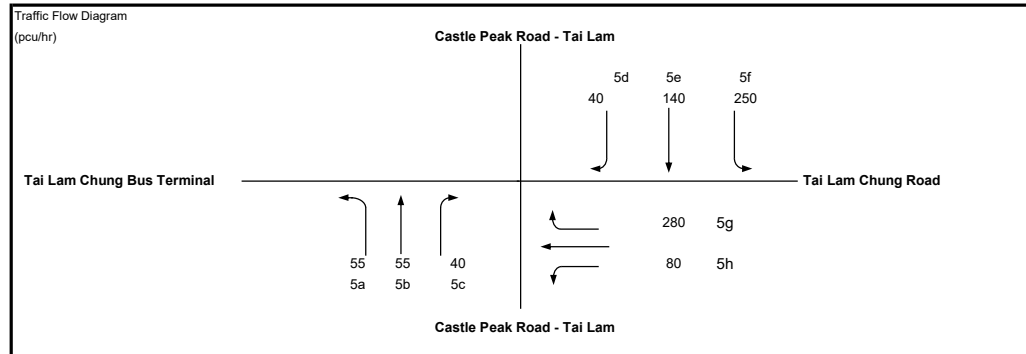 Traffic Flow Diagram
(pcu/hr)
Castle Peak Road - Tai Lam
5d 5e 5f
40 140 250
Tai Lam Chung Bus Terminal
Tai Lam Chung Road
280 5g
55 55 40
80 5h
5a 5b 5c
Castle Peak Road - Tai Lam